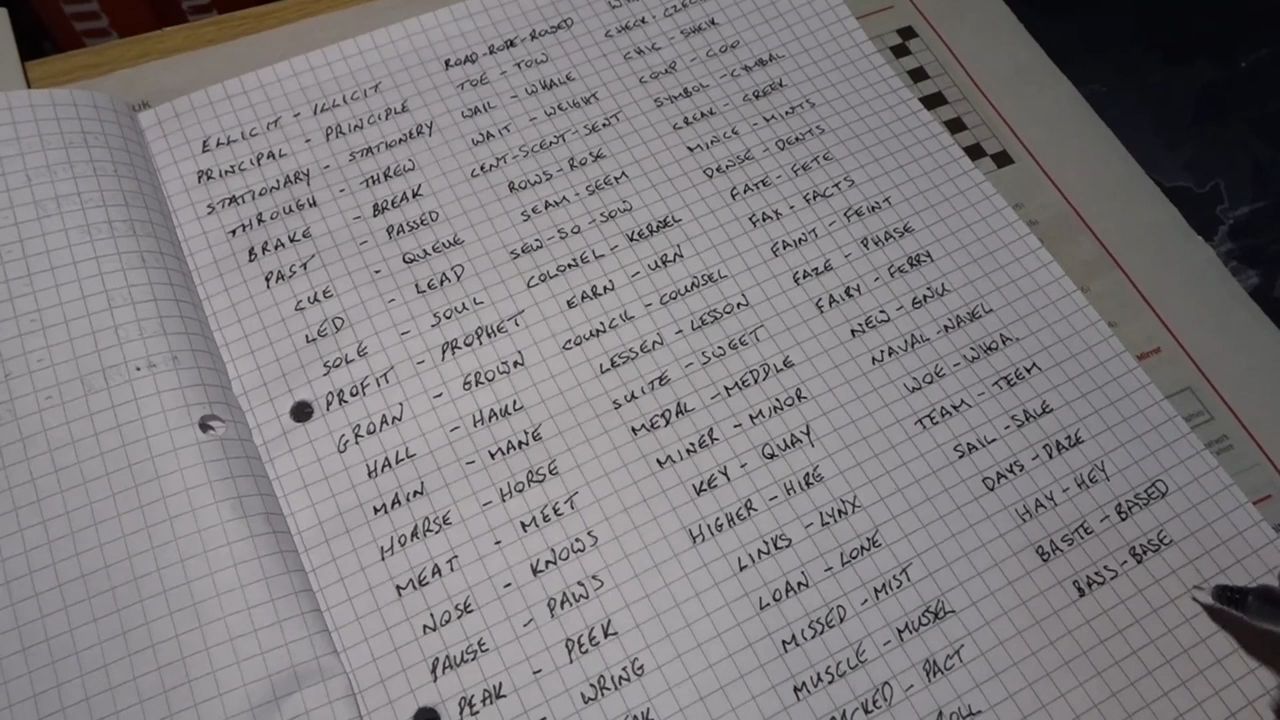 ELLICIT - ILLICIT
PRINCIPAL - PRINCIPLE
STATIONARY - STATIONERY
THROUGH - THREW
BRAKE - BREAK
PAST - PASSED
CUE - QUEUE
LED - LEAD
SOLE - SOUL
PROFIT - PROPHET
GROAN - GROWN
HALL - HAUL
MAIN - MANE
HOARSE - HORSE
MEAT - MEET
NOSE - KNOWS
PAUSE - PAWS
PEAK - PEEK
WRING
ROAD - RODE - ROWED
TOE - TOW
WAIL - WHALE
WAIT - WEIGHT
CENT - SCENT - SENT
ROWS - ROSE
SEAM - SEEM
SEW - SO - SOW
COLONEL - KERNEL
EARN - URN
COUNCIL - COUNSEL
LESSEN - LESSON
SUITE - SWEET
MEDAL - MEDDLE
MINER - MINOR
KEY - QUAY
HIGHER - HIRE
LINKS - LYNX
LOAN - LONE
MISSED - MIST
MUSCLE - MUSSEL
PACT
CHECK - CZECH
CHIC - SHEIK
COUP - COO
SYMBOL - CYMBAL
CREAK - CREEK
MINCE - MINTS
DENSE - DENTS
FATE - FETE
FAX - FACTS
FAINT - FEINT
FAZE - PHASE
FAIRY - FERRY
NEW - GNU
NAVAL - NAVEL
WOE - WHOA.
TEAM - TEEM
SAIL - SALE
DAYS - DAZE
HAY - HEY
BASTE - BASED
BASS - BASE
uk
Mirror